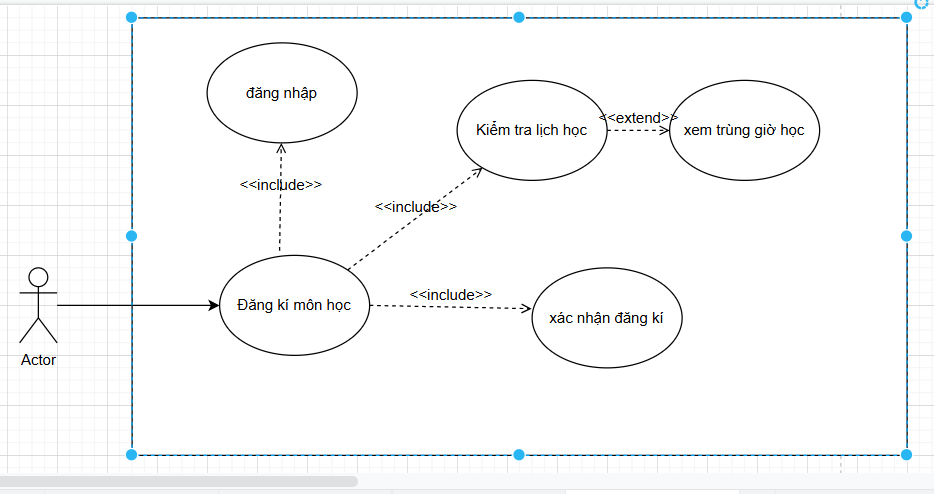 đăng nhập
Kiểm tra lịch học
<<extend>>
xem trùng giờ học
<<include>>
<<include>>
Đăng kí môn học
<<include>>
xác nhận đăng kí
Actor